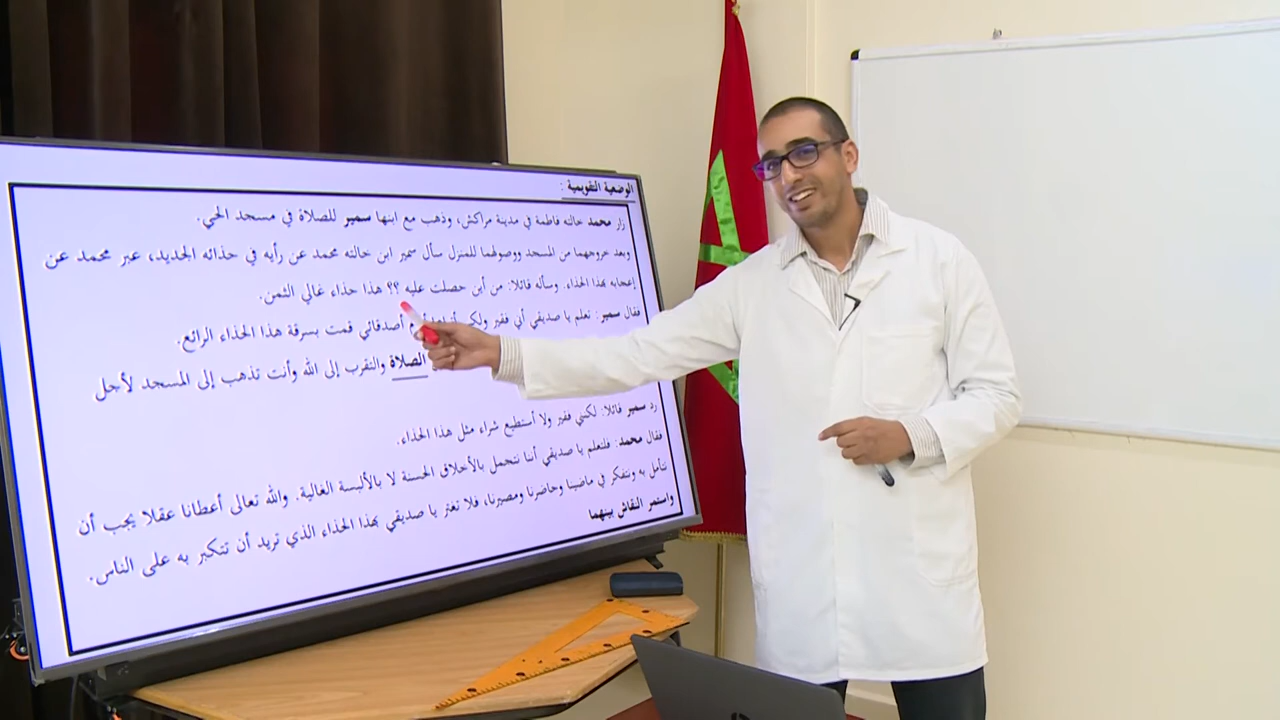 الوضعية التقويمية :
زار محمد خالته فاطمة في مدينة مراكش، وذهب مع ابنها سمير للصلاة في مسجد الحي.
وبعد خروجهما من المسجد ووصولهما للمنزل سأل سمير ابن خالته محمد عن رأيه في حذائه الجديد، عبر محمد عن
إعجابه بهذا الحذاء. وسأله قائلا: من أين حصلت عليه ؟؟ هذا حذاء غالي الثمن.
فقال سمير: تعلم يا صديقي أني فقير أصدقائي قمت بسرقة هذا الحذاء الرائع.
الصلاة والتقرب إلى الله وأنت تذهب إلى المسجد لأجل
رد سمير قائلا: لكنني فقير ولا أستطيع شراء مثل هذا الحذاء.
فقال محمد: فلتعلم يا صديقي أننا نتجمل بالأخلاق الحسنة لا بالألبسة الغالية. والله تعالى أعطانا عقلا يجب أن
نتأمل به ونتفكر في ماضينا وحاضرنا ومصيرنا، فلا تغتر يا صديقي بهذا الحذاء الذي تريد أن تتكبر به على الناس.
واستمر النقاش بينهما